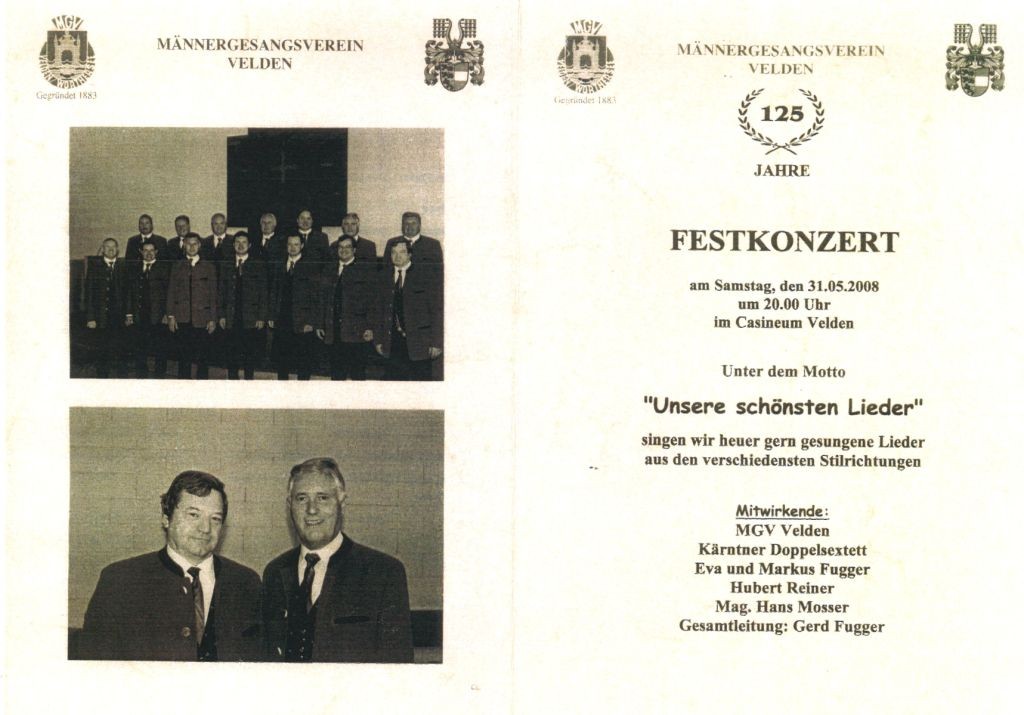 MGV
Gegründet 1883
MÄNNERGESANGSVEREIN
VELDEN
MGV
Gegründet 1883
MÄNNERGESANGSVEREIN
VELDEN
125
JAHRE
FESTKONZERT
am Samstag, den 31.05.2008
um 20.00 Uhr
im Casineum Velden
Unter dem Motto
"Unsere schönsten Lieder"
singen wir heuer gern gesungene Lieder
aus den verschiedensten Stilrichtungen
Mitwirkende:
MGV Velden
Kärntner Doppelsextett
Eva und Markus Fugger
Hubert Reiner
Mag. Hans Mosser
Gesamtleitung: Gerd Fugger